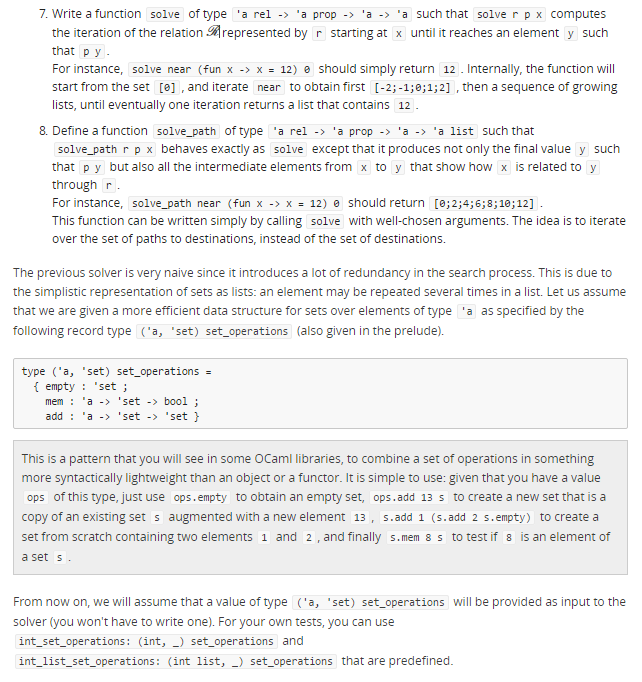 7. Write a function solve of type 'a rel -> 'a prop -> 'a -> 'a such that solve r p x computes
the iteration of the relation ℛ represented by r starting at x until it reaches an element y such
that p y .
For instance, solve near (fun x -> x = 12) 0 should simply return 12 . Internally, the function will
start from the set [0] , and iterate near to obtain first [-2;-1;0;1;2] , then a sequence of growing
lists, until eventually one iteration returns a list that contains 12 .
8. Define a function solve_path of type 'a rel -> 'a prop -> 'a -> 'a list such that
solve_path r p x behaves exactly as solve except that it produces not only the final value y such
that p y but also all the intermediate elements from x to y that show how x is related to y
through r .
For instance, solve_path near (fun x -> x = 12) 0 should return [0;2;4;6;8;10;12] .
This function can be written simply by calling solve with well-chosen arguments. The idea is to iterate
over the set of paths to destinations, instead of the set of destinations.
The previous solver is very naive since it introduces a lot of redundancy in the search process. This is due to
the simplistic representation of sets as lists: an element may be repeated several times in a list. Let us assume
that we are given a more efficient data structure for sets over elements of type 'a as specified by the
following record type ('a, 'set) set_operations (also given in the prelude).
type ('a, 'set) set_operations =
{ empty : 'set ;
mem : 'a -> 'set -> bool ;
add : 'a -> 'set -> 'set }
This is a pattern that you will see in some OCaml libraries, to combine a set of operations in something
more syntactically lightweight than an object or a functor. It is simple to use: given that you have a value
ops of this type, just use ops.empty to obtain an empty set, ops.add 13 s to create a new set that is a
copy of an existing set s augmented with a new element 13 , s.add 1 (s.add 2 s.empty) to create a
set from scratch containing two elements 1 and 2 , and finally s.mem 8 s to test if 8 is an element of
a set s .
From now on, we will assume that a value of type ('a, 'set) set_operations will be provided as input to the
solver (you won't have to write one). For your own tests, you can use
int_set_operations: (int, _) set_operations and
int_list_set_operations: (int list, _) set_operations that are predefined.